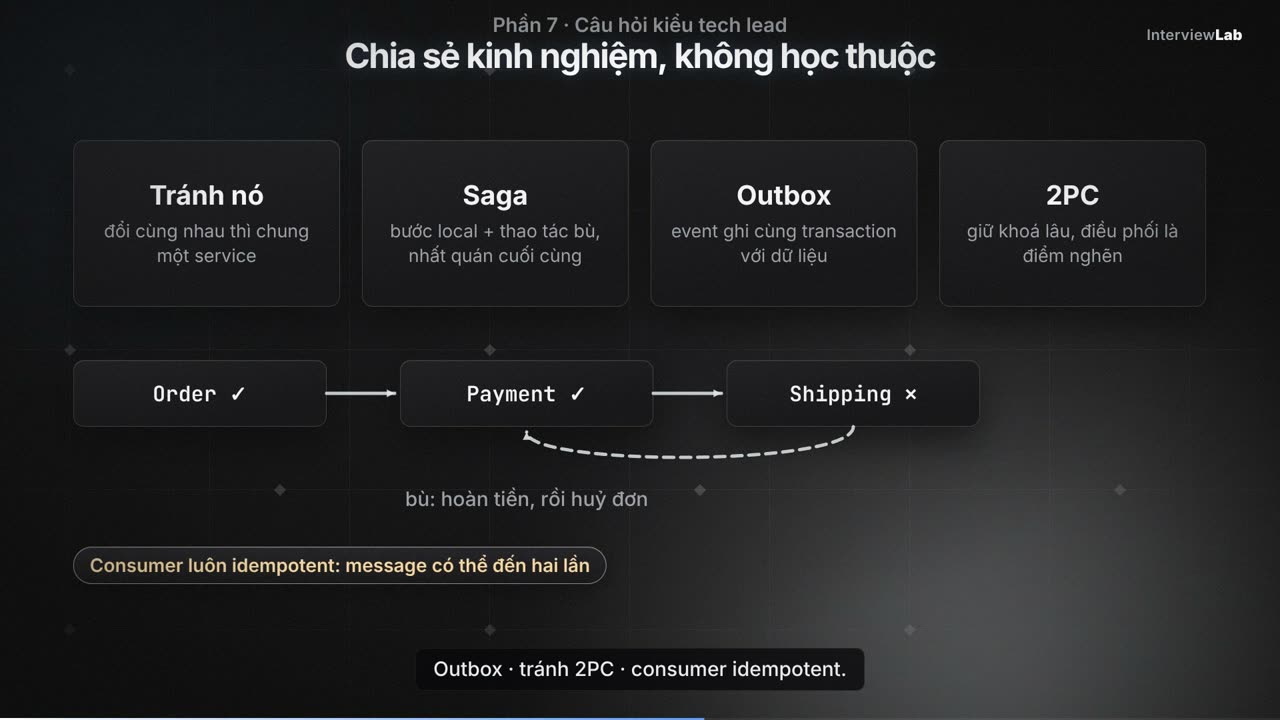 Phần 7 · Câu hỏi kiểu tech lead
InterviewLab
Chia sẻ kinh nghiệm, không học thuộc
Tránh nó
đổi cùng nhau thì chung
một service
Saga
bước local + thao tác bù,
nhất quán cuối cùng
Outbox
event ghi cùng transaction
với dữ liệu
2PC
giữ khoá lâu, điều phối là
điểm nghẽn
Order ✓
Payment ✓
Shipping ×
bù: hoàn tiền, rồi huỷ đơn
Consumer luôn idempotent: message có thể đến hai lần
Outbox · tránh 2PC · consumer idempotent.